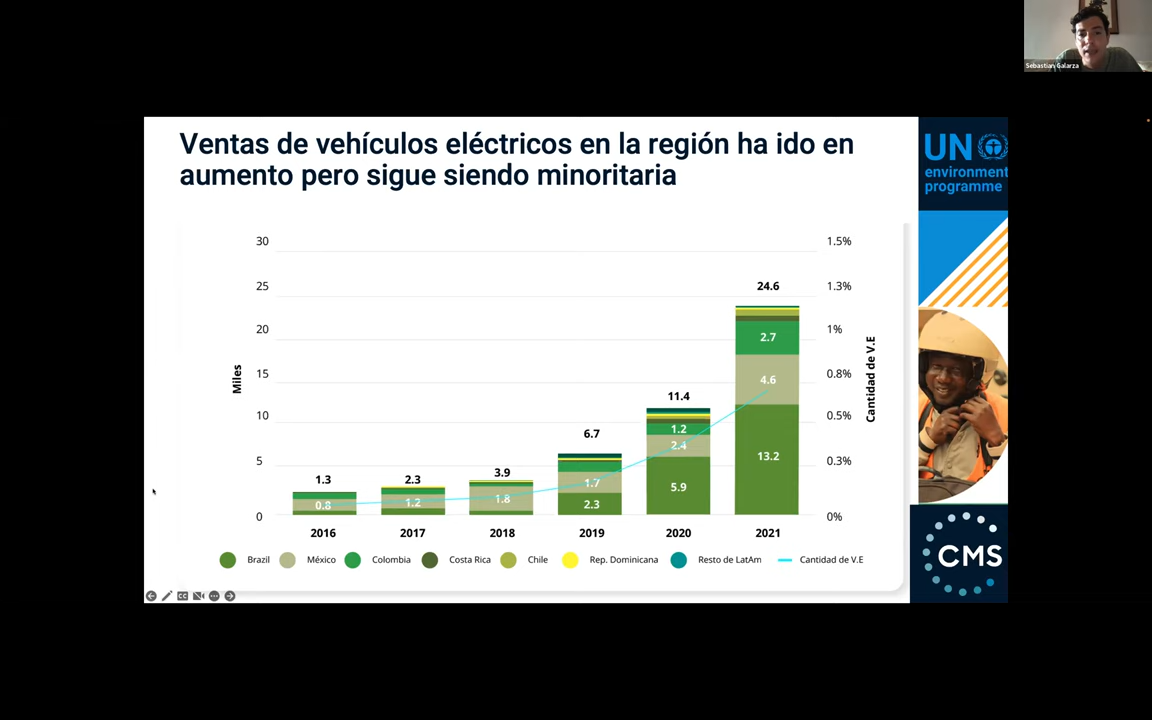 Sebastian Galarza
Ventas de vehículos eléctricos en la región ha ido en
aumento pero sigue siendo minoritaria
UN
environment
programme
30
25
20
15
10
5
0
Miles
1.5%
1.3%
1%
0.8%
0.5%
0.3%
0%
Cantidad de V.E
1.3
0.8
2.3
1.2
3.9
1.8
6.7
1.7
2.3
11.4
1.2
2.4
5.9
24.6
2.7
4.6
13.2
2016 2017 2018 2019 2020 2021
Brazil México Colombia Costa Rica Chile Rep. Dominicana Resto de LatAm Cantidad de V.E
CMS
CC